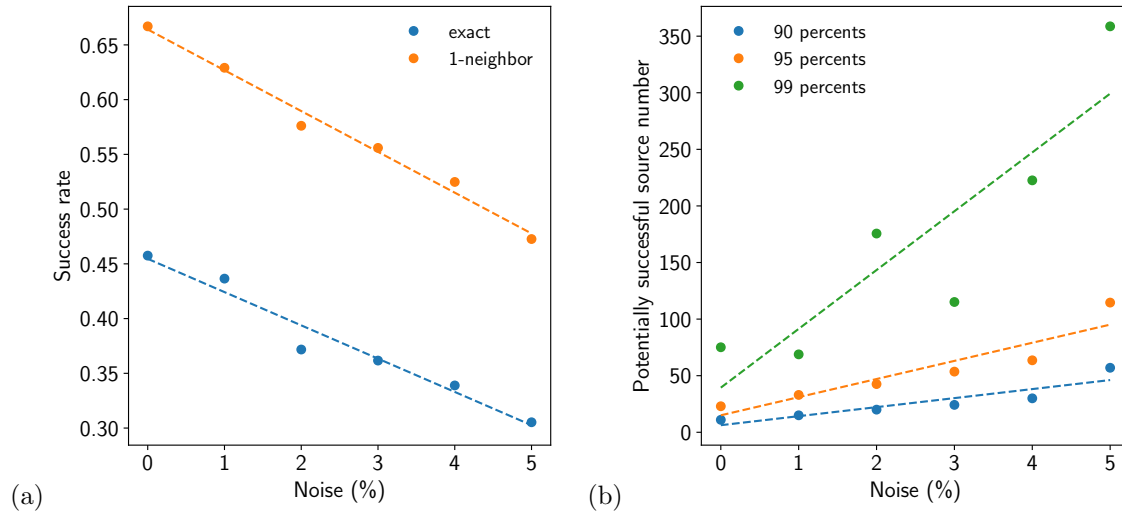 0.65
0.60
0.55
0.50
0.45
0.40
0.35
0.30
Success rate
exact
1-neighbor
0 1 2 3 4 5
Noise (%)
(a)
350
300
250
200
150
100
50
0
Potentially successful source number
90 percents
95 percents
99 percents
0 1 2 3 4 5
Noise (%)
(b)